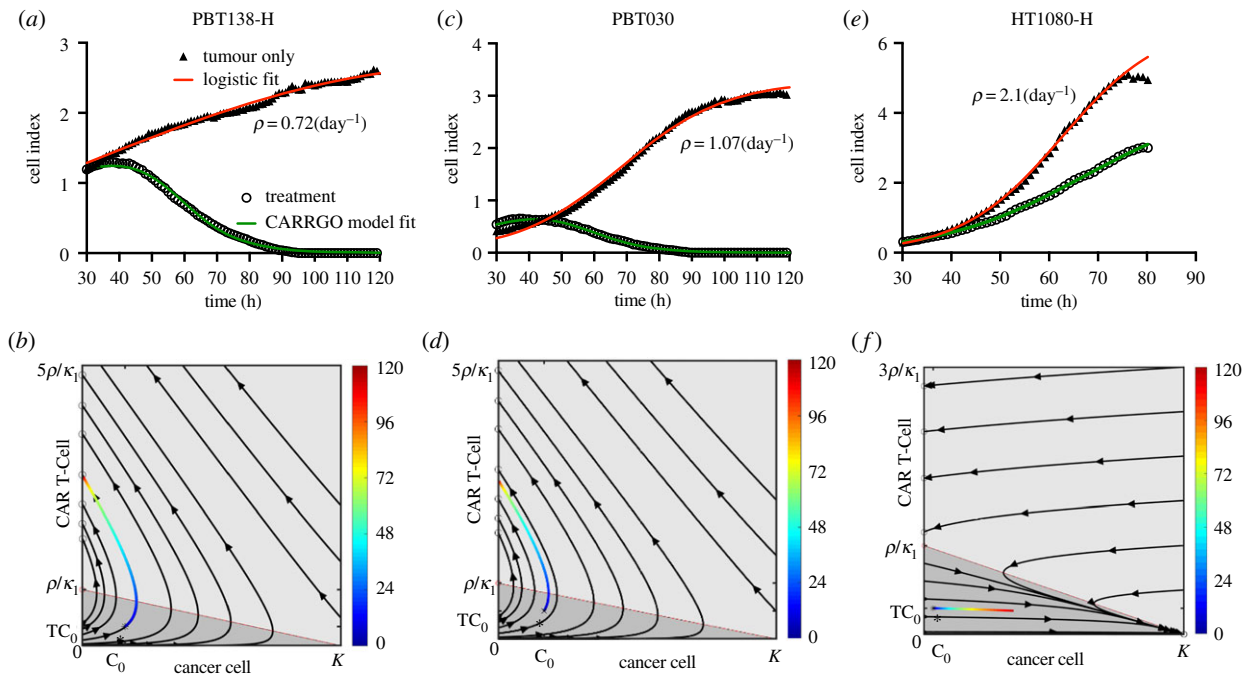 (a) PBT138-H
3
2
1
0
cell index
▲ tumour only
logistic fit
ρ = 0.72(day⁻¹)
treatment
CARRGO model fit
30 40 50 60 70 80 90 100 110 120
time (h)
(c) PBT030
4
3
2
1
0
cell index
ρ = 1.07(day⁻¹)
30 40 50 60 70 80 90 100 110 120
time (h)
(e) HT1080-H
6
4
2
0
cell index
ρ = 2.1(day⁻¹)
30 40 50 60 70 80 90
time (h)
(b)
5ρ/κ₁
CAR T-Cell
ρ/κ₁
TC₀
0
C₀
cancer cell
K
*
*
120
96
72
48
24
0
(d)
5ρ/κ₁
CAR T-Cell
ρ/κ₁
TC₀
0
C₀
cancer cell
K
*
*
120
96
72
48
24
0
(f)
3ρ/κ₁
CAR T-Cell
ρ/κ₁
TC₀
0
C₀
cancer cell
K
*
*
120
96
72
48
24
0